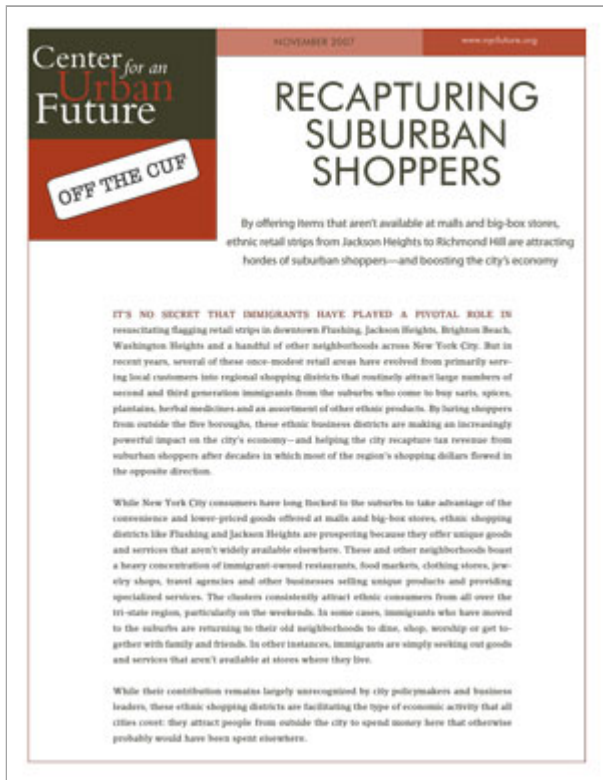 NOVEMBER 2007
www.nycfuture.org
Center for an
Urban
Future
OFF THE CUF
RECAPTURING
SUBURBAN
SHOPPERS
By offering items that aren't available at malls and big-box stores,
ethnic retail strips from Jackson Heights to Richmond Hill are attracting
hordes of suburban shoppers—and boosting the city's economy
IT'S NO SECRET THAT IMMIGRANTS HAVE PLAYED A PIVOTAL ROLE IN
resuscitating flagging retail strips in downtown Flushing, Jackson Heights, Brighton Beach,
Washington Heights and a handful of other neighborhoods across New York City. But in
recent years, several of these once-modest retail areas have evolved from primarily serv-
ing local customers into regional shopping districts that routinely attract large numbers of
second and third generation immigrants from the suburbs who come to buy saris, spices,
plantains, herbal medicines and an assortment of other ethnic products. By luring shoppers
from outside the five boroughs, these ethnic business districts are making an increasingly
powerful impact on the city's economy—and helping the city recapture tax revenue from
suburban shoppers after decades in which most of the region's shopping dollars flowed in
the opposite direction.
While New York City consumers have long flocked to the suburbs to take advantage of the
convenience and lower-priced goods offered at malls and big-box stores, ethnic shopping
districts like Flushing and Jackson Heights are prospering because they offer unique goods
and services that aren't widely available elsewhere. These and other neighborhoods boast
a heavy concentration of immigrant-owned restaurants, food markets, clothing stores, jew-
elry shops, travel agencies and other businesses selling unique products and providing
specialized services. The clusters consistently attract ethnic consumers from all over the
tri-state region, particularly on the weekends. In some cases, immigrants who have moved
to the suburbs are returning to their old neighborhoods to dine, shop, worship or get to-
gether with family and friends. In other instances, immigrants are simply seeking out goods
and services that aren't available at stores where they live.
While their contribution remains largely unrecognized by city policymakers and business
leaders, these ethnic shopping districts are facilitating the type of economic activity that all
cities covet: they attract people from outside the city to spend money here that otherwise
probably would have been spent elsewhere.